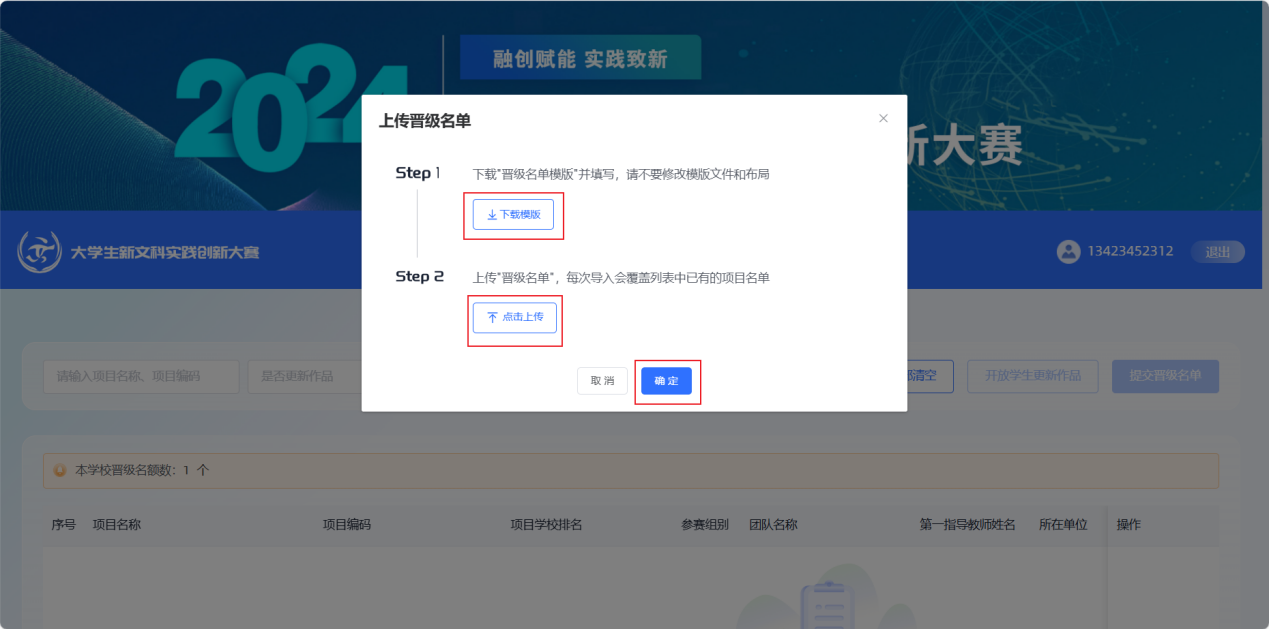 2024
融创赋能 实践致新
新大赛
上传晋级名单
Step 1
下载"晋级名单模版"并填写，请不要修改模版文件和布局
下载模版
Step 2
上传"晋级名单"，每次导入会覆盖列表中已有的项目名单
点击上传
取 消
确 定
大学生新文科实践创新大赛
13423452312
退出
请输入项目名称、项目编码
是否更新作品
清空
开放学生更新作品
提交晋级名单
本学校晋级名额数：1 个
序号 项目名称 项目编码 项目学校排名 参赛组别 团队名称 第一指导教师姓名 所在单位 操作